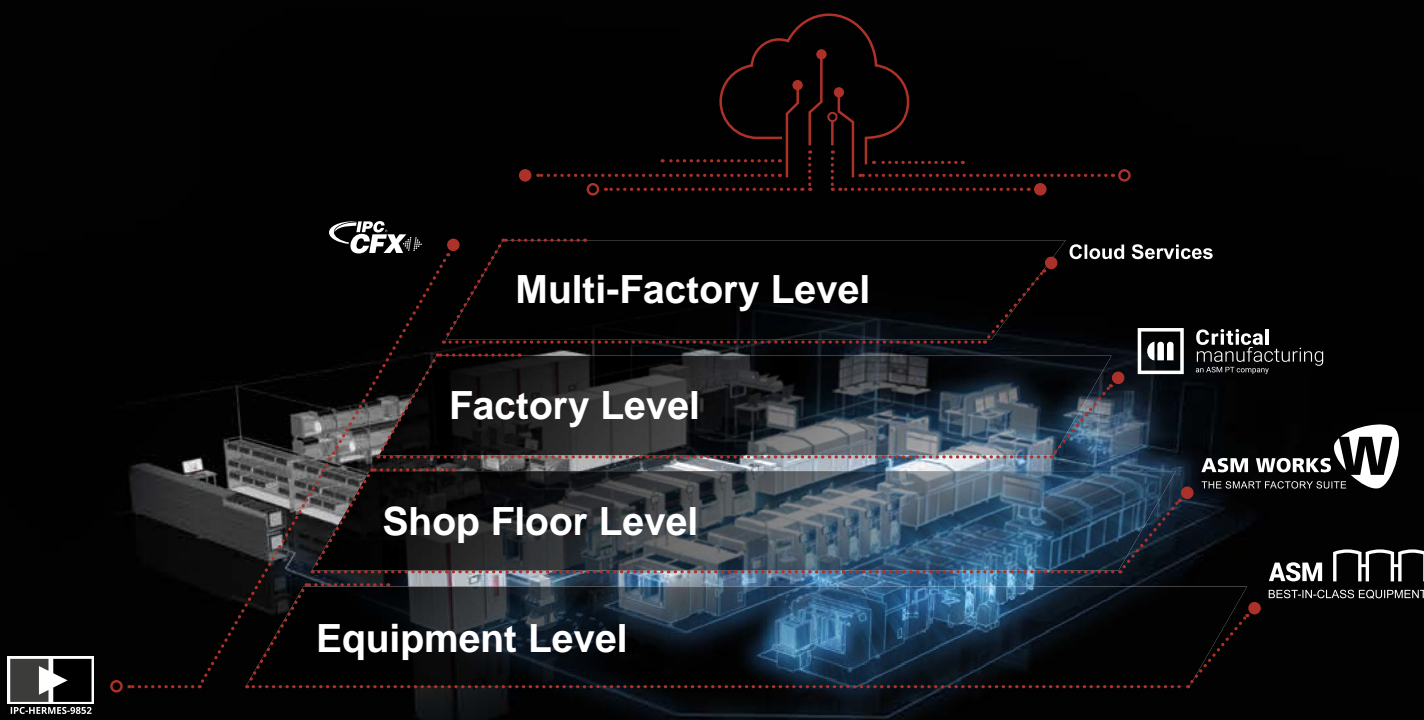 IPC
CFX
Cloud Services
Multi-Factory Level
Critical
manufacturing
an ASM PT company
Factory Level
ASM WORKS W
THE SMART FACTORY SUITE
Shop Floor Level
ASM
BEST-IN-CLASS EQUIPMENT
Equipment Level
IPC-HERMES-9852